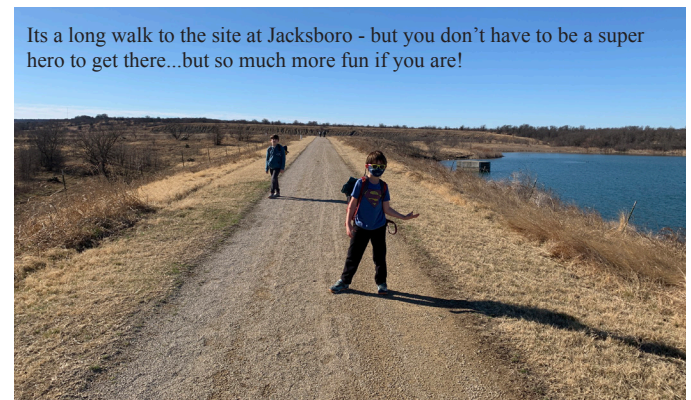 Its a long walk to the site at Jacksboro - but you don’t have to be a super
hero to get there...but so much more fun if you are!